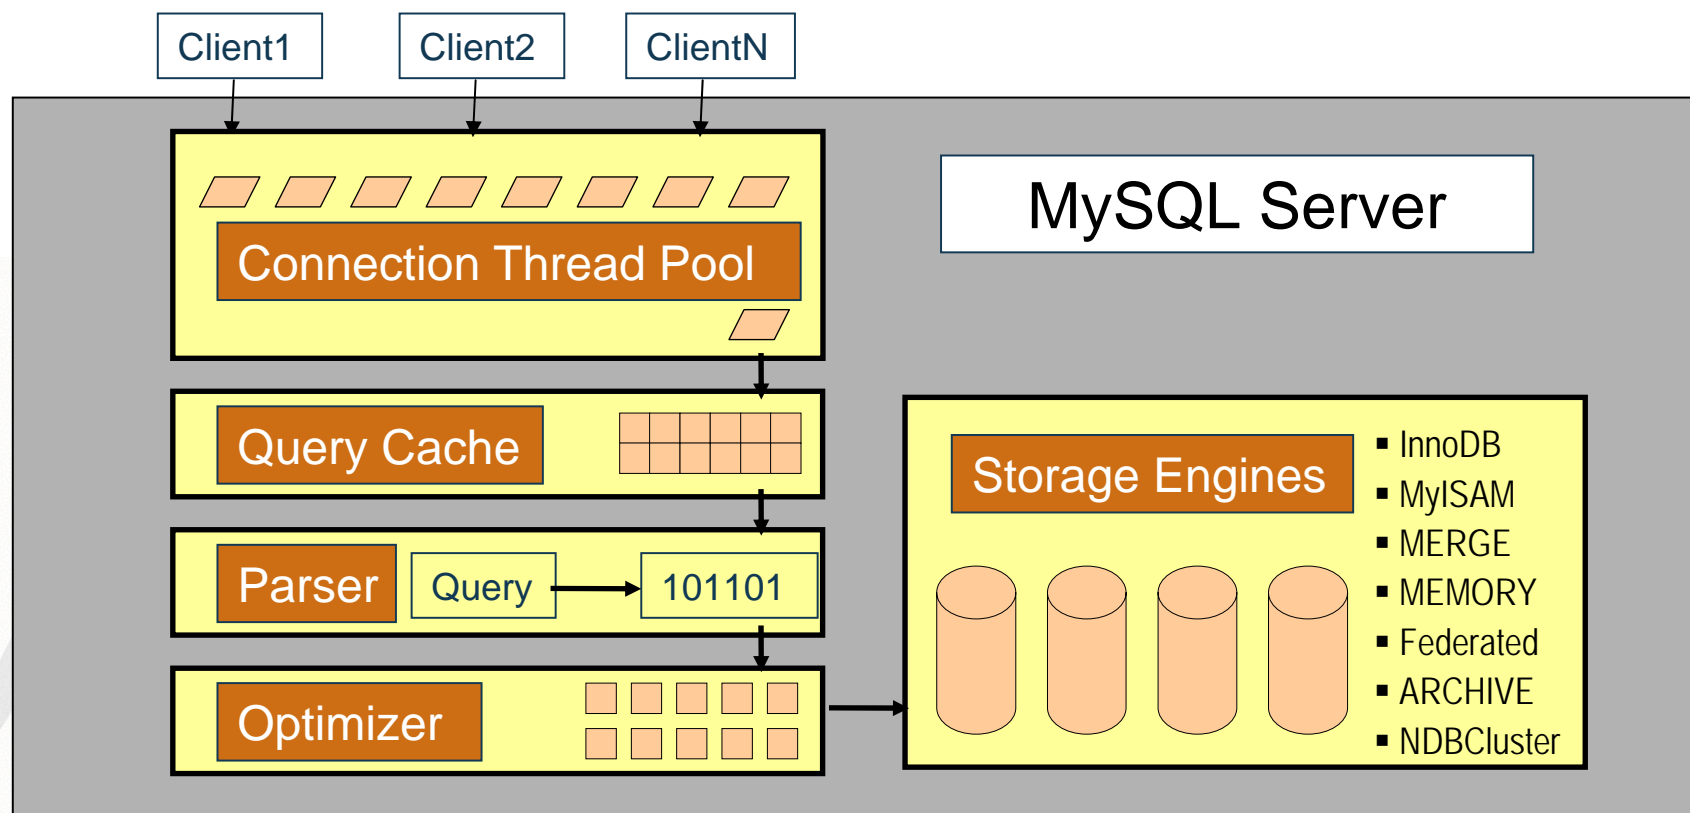 Client1
Client2
ClientN
MySQL Server
Connection Thread Pool
Query Cache
Parser
Query
101101
Optimizer
Storage Engines
▪ InnoDB
▪ MyISAM
▪ MERGE
▪ MEMORY
▪ Federated
▪ ARCHIVE
▪ NDBCluster